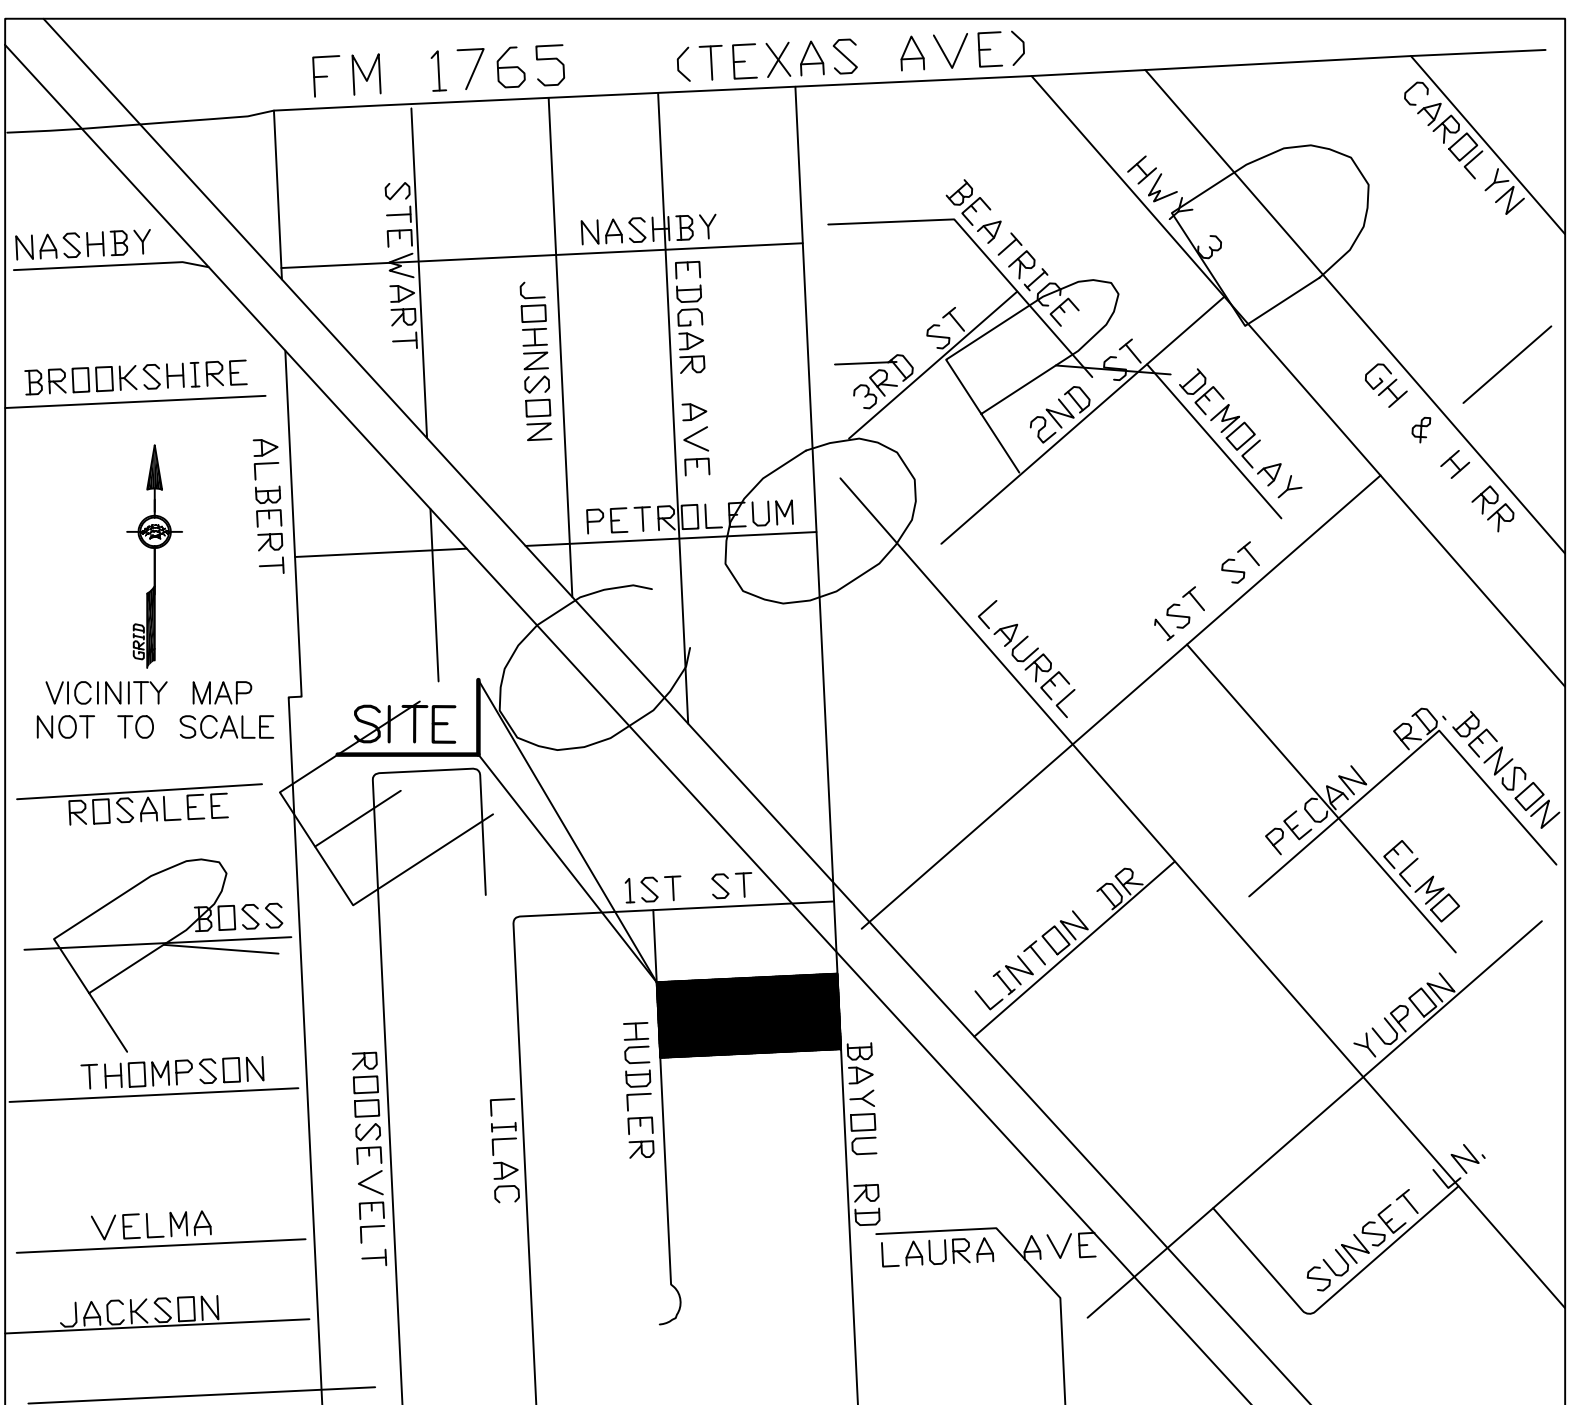 FM 1765 (TEXAS AVE)
CAROLYN
HWY 3
BEATRICE
STEWART
NASHBY
NASHBY
EDGAR AVE
JOHNSON
3RD ST
2ND ST
DEMOLAY
GH & H RR
BROOKSHIRE
ALBERT
PETROLEUM
1ST ST
LAUREL
GRID
VICINITY MAP
NOT TO SCALE
SITE
PECAN RD.
BENSON
ROSALEE
ELMO
1ST ST
LINTON DR
BOSS
YUPON
HUDLER
BAYOU RD
THOMPSON
ROOSEVELT
LILAC
SUNSET LN.
VELMA
LAURA AVE
JACKSON